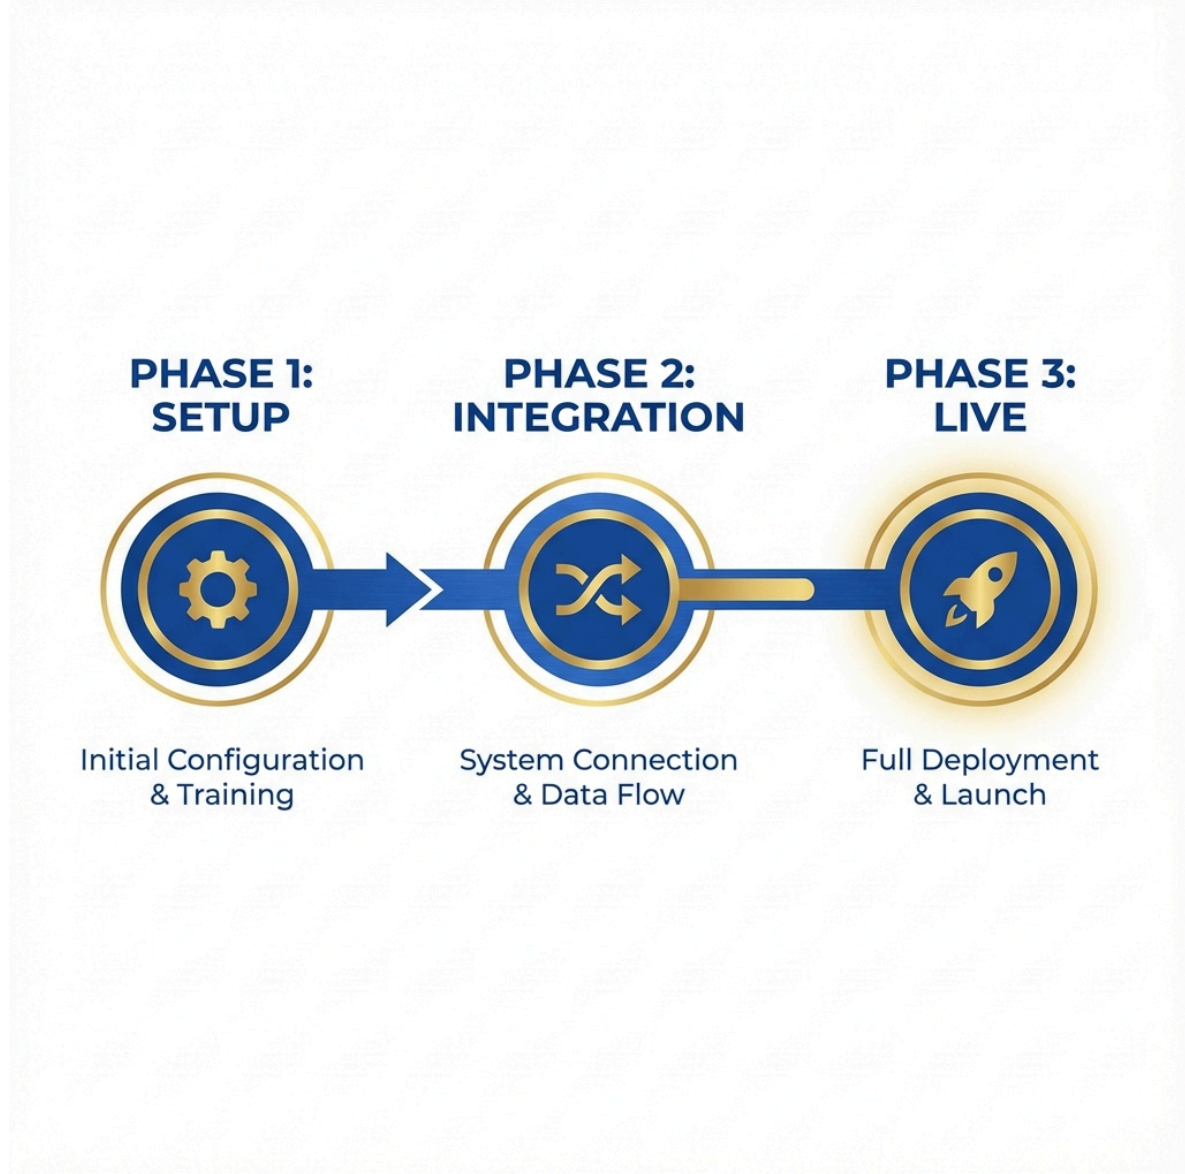 PHASE 1:
SETUP
PHASE 2:
INTEGRATION
PHASE 3:
LIVE
Initial Configuration
& Training
System Connection
& Data Flow
Full Deployment
& Launch